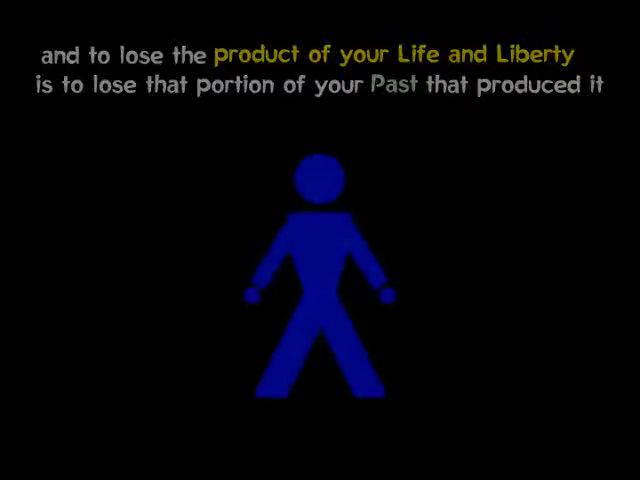 and to lose the product of your Life and Liberty
is to lose that portion of your Past that produced it